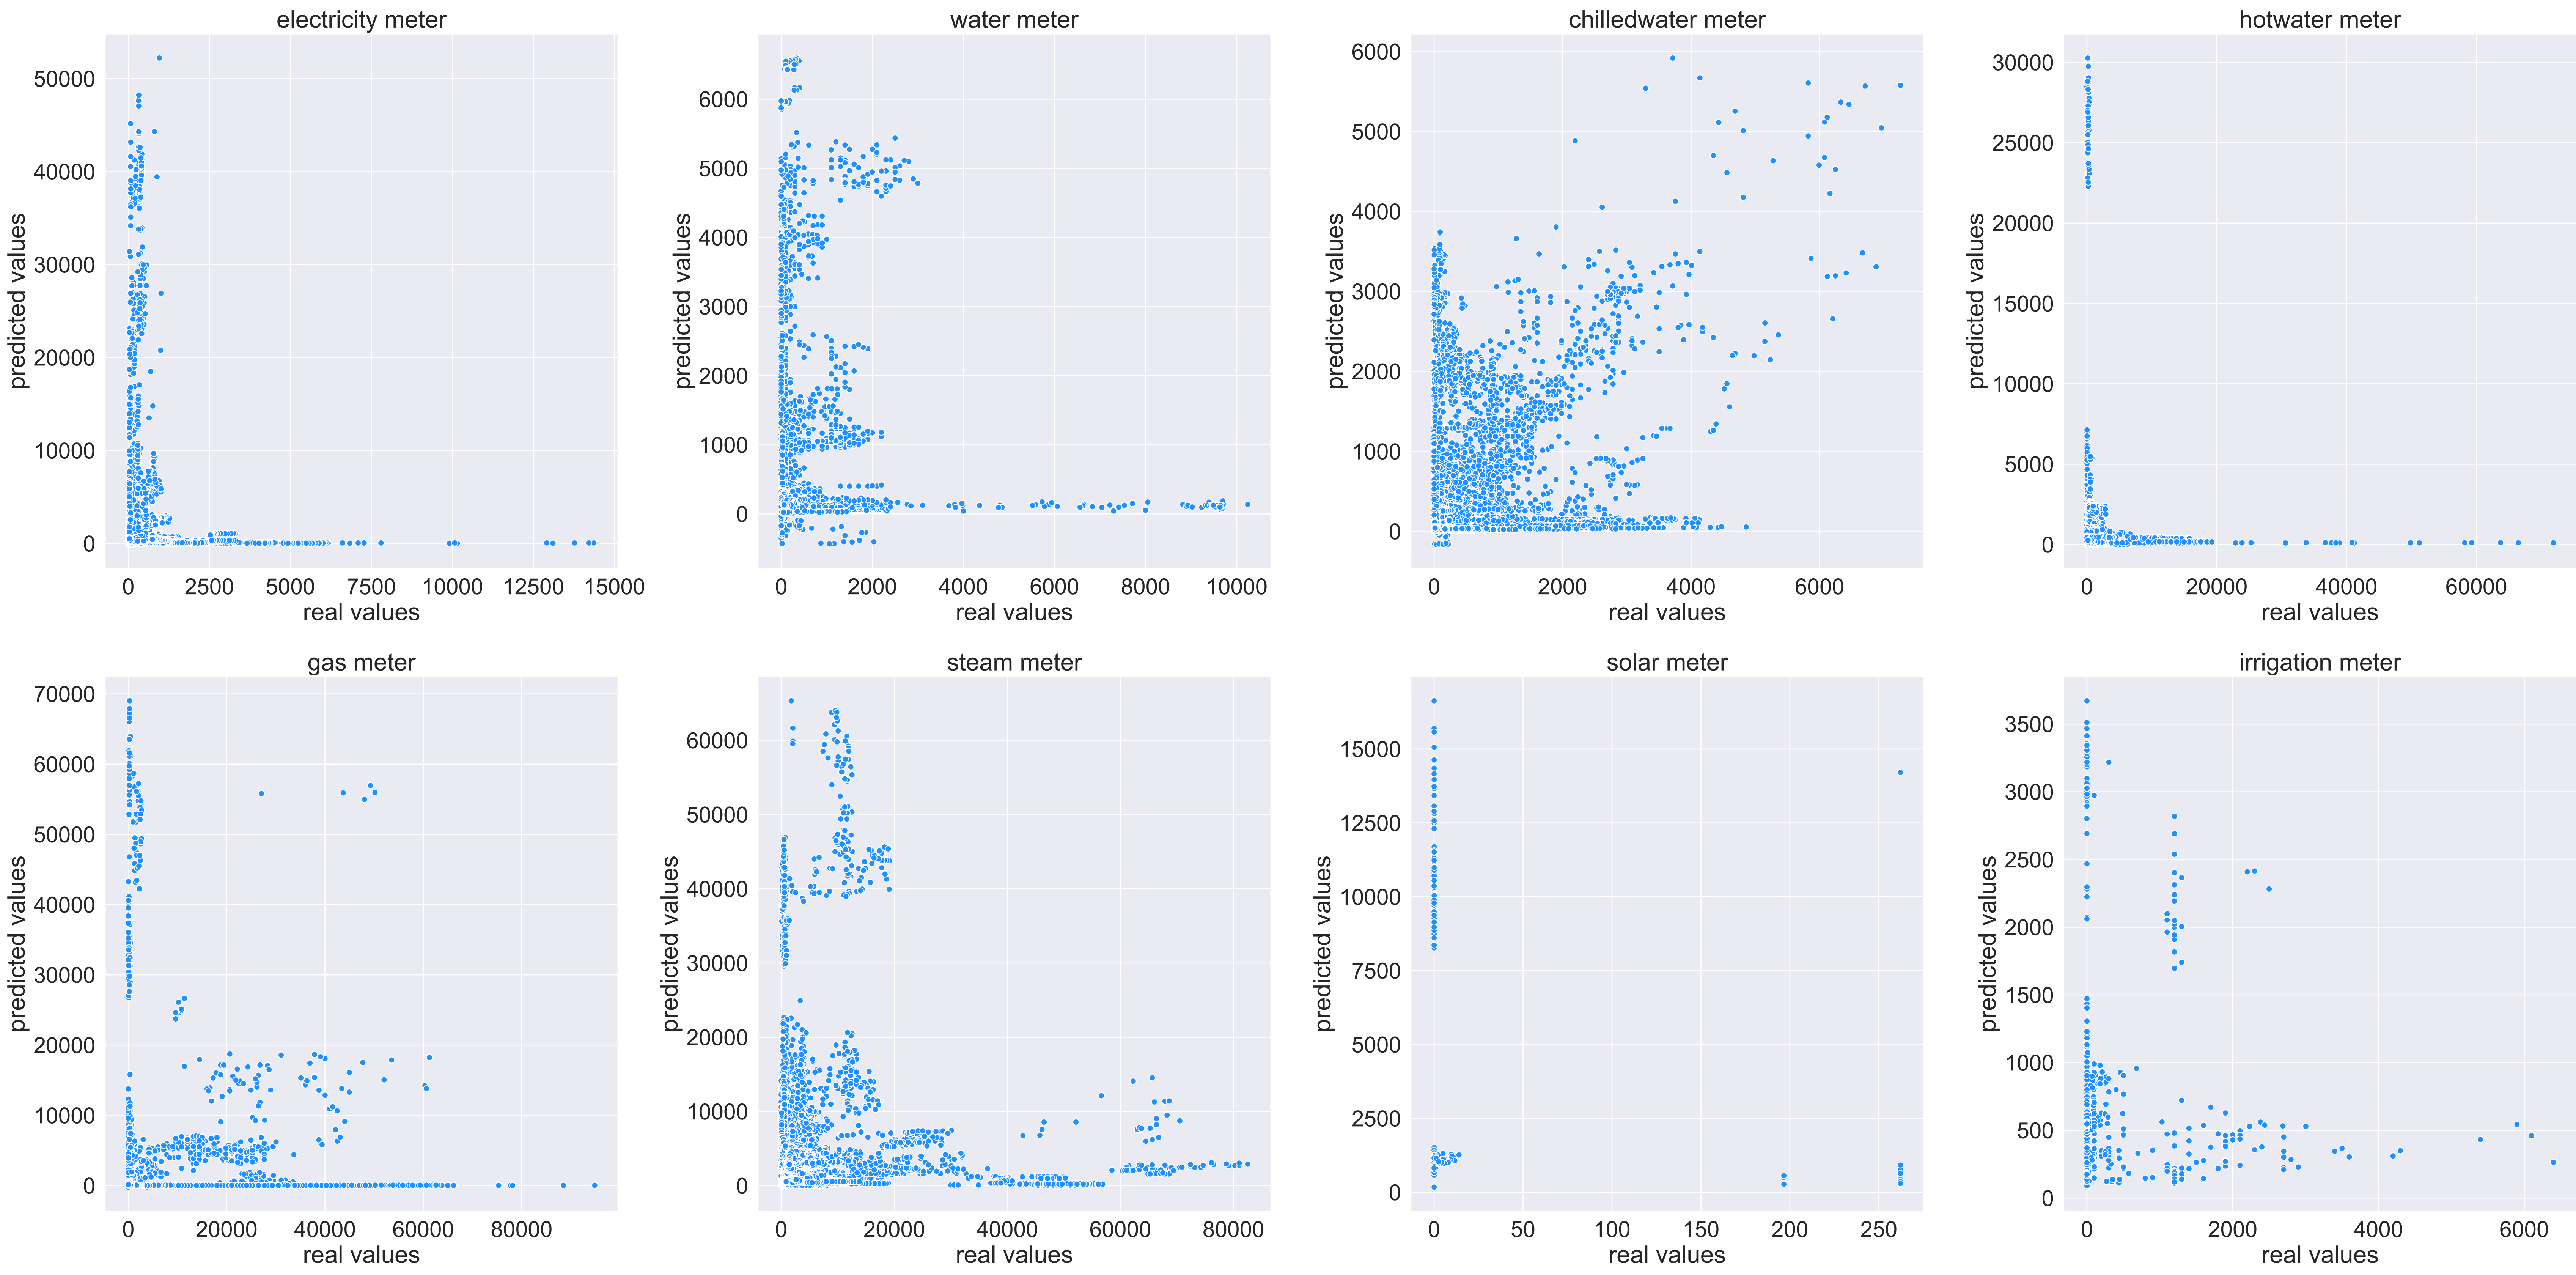 electricity meter
50000
40000
30000
20000
10000
0
predicted values
0 2500 5000 7500 10000 12500 15000
real values
water meter
6000
5000
4000
3000
2000
1000
0
predicted values
0 2000 4000 6000 8000 10000
real values
chilledwater meter
6000
5000
4000
3000
2000
1000
0
predicted values
0 2000 4000 6000
real values
hotwater meter
30000
25000
20000
15000
10000
5000
0
predicted values
0 20000 40000 60000
real values
gas meter
70000
60000
50000
40000
30000
20000
10000
0
predicted values
0 20000 40000 60000 80000
real values
steam meter
60000
50000
40000
30000
20000
10000
0
predicted values
0 20000 40000 60000 80000
real values
solar meter
15000
12500
10000
7500
5000
2500
0
predicted values
0 50 100 150 200 250
real values
irrigation meter
3500
3000
2500
2000
1500
1000
500
0
predicted values
0 2000 4000 6000
real values